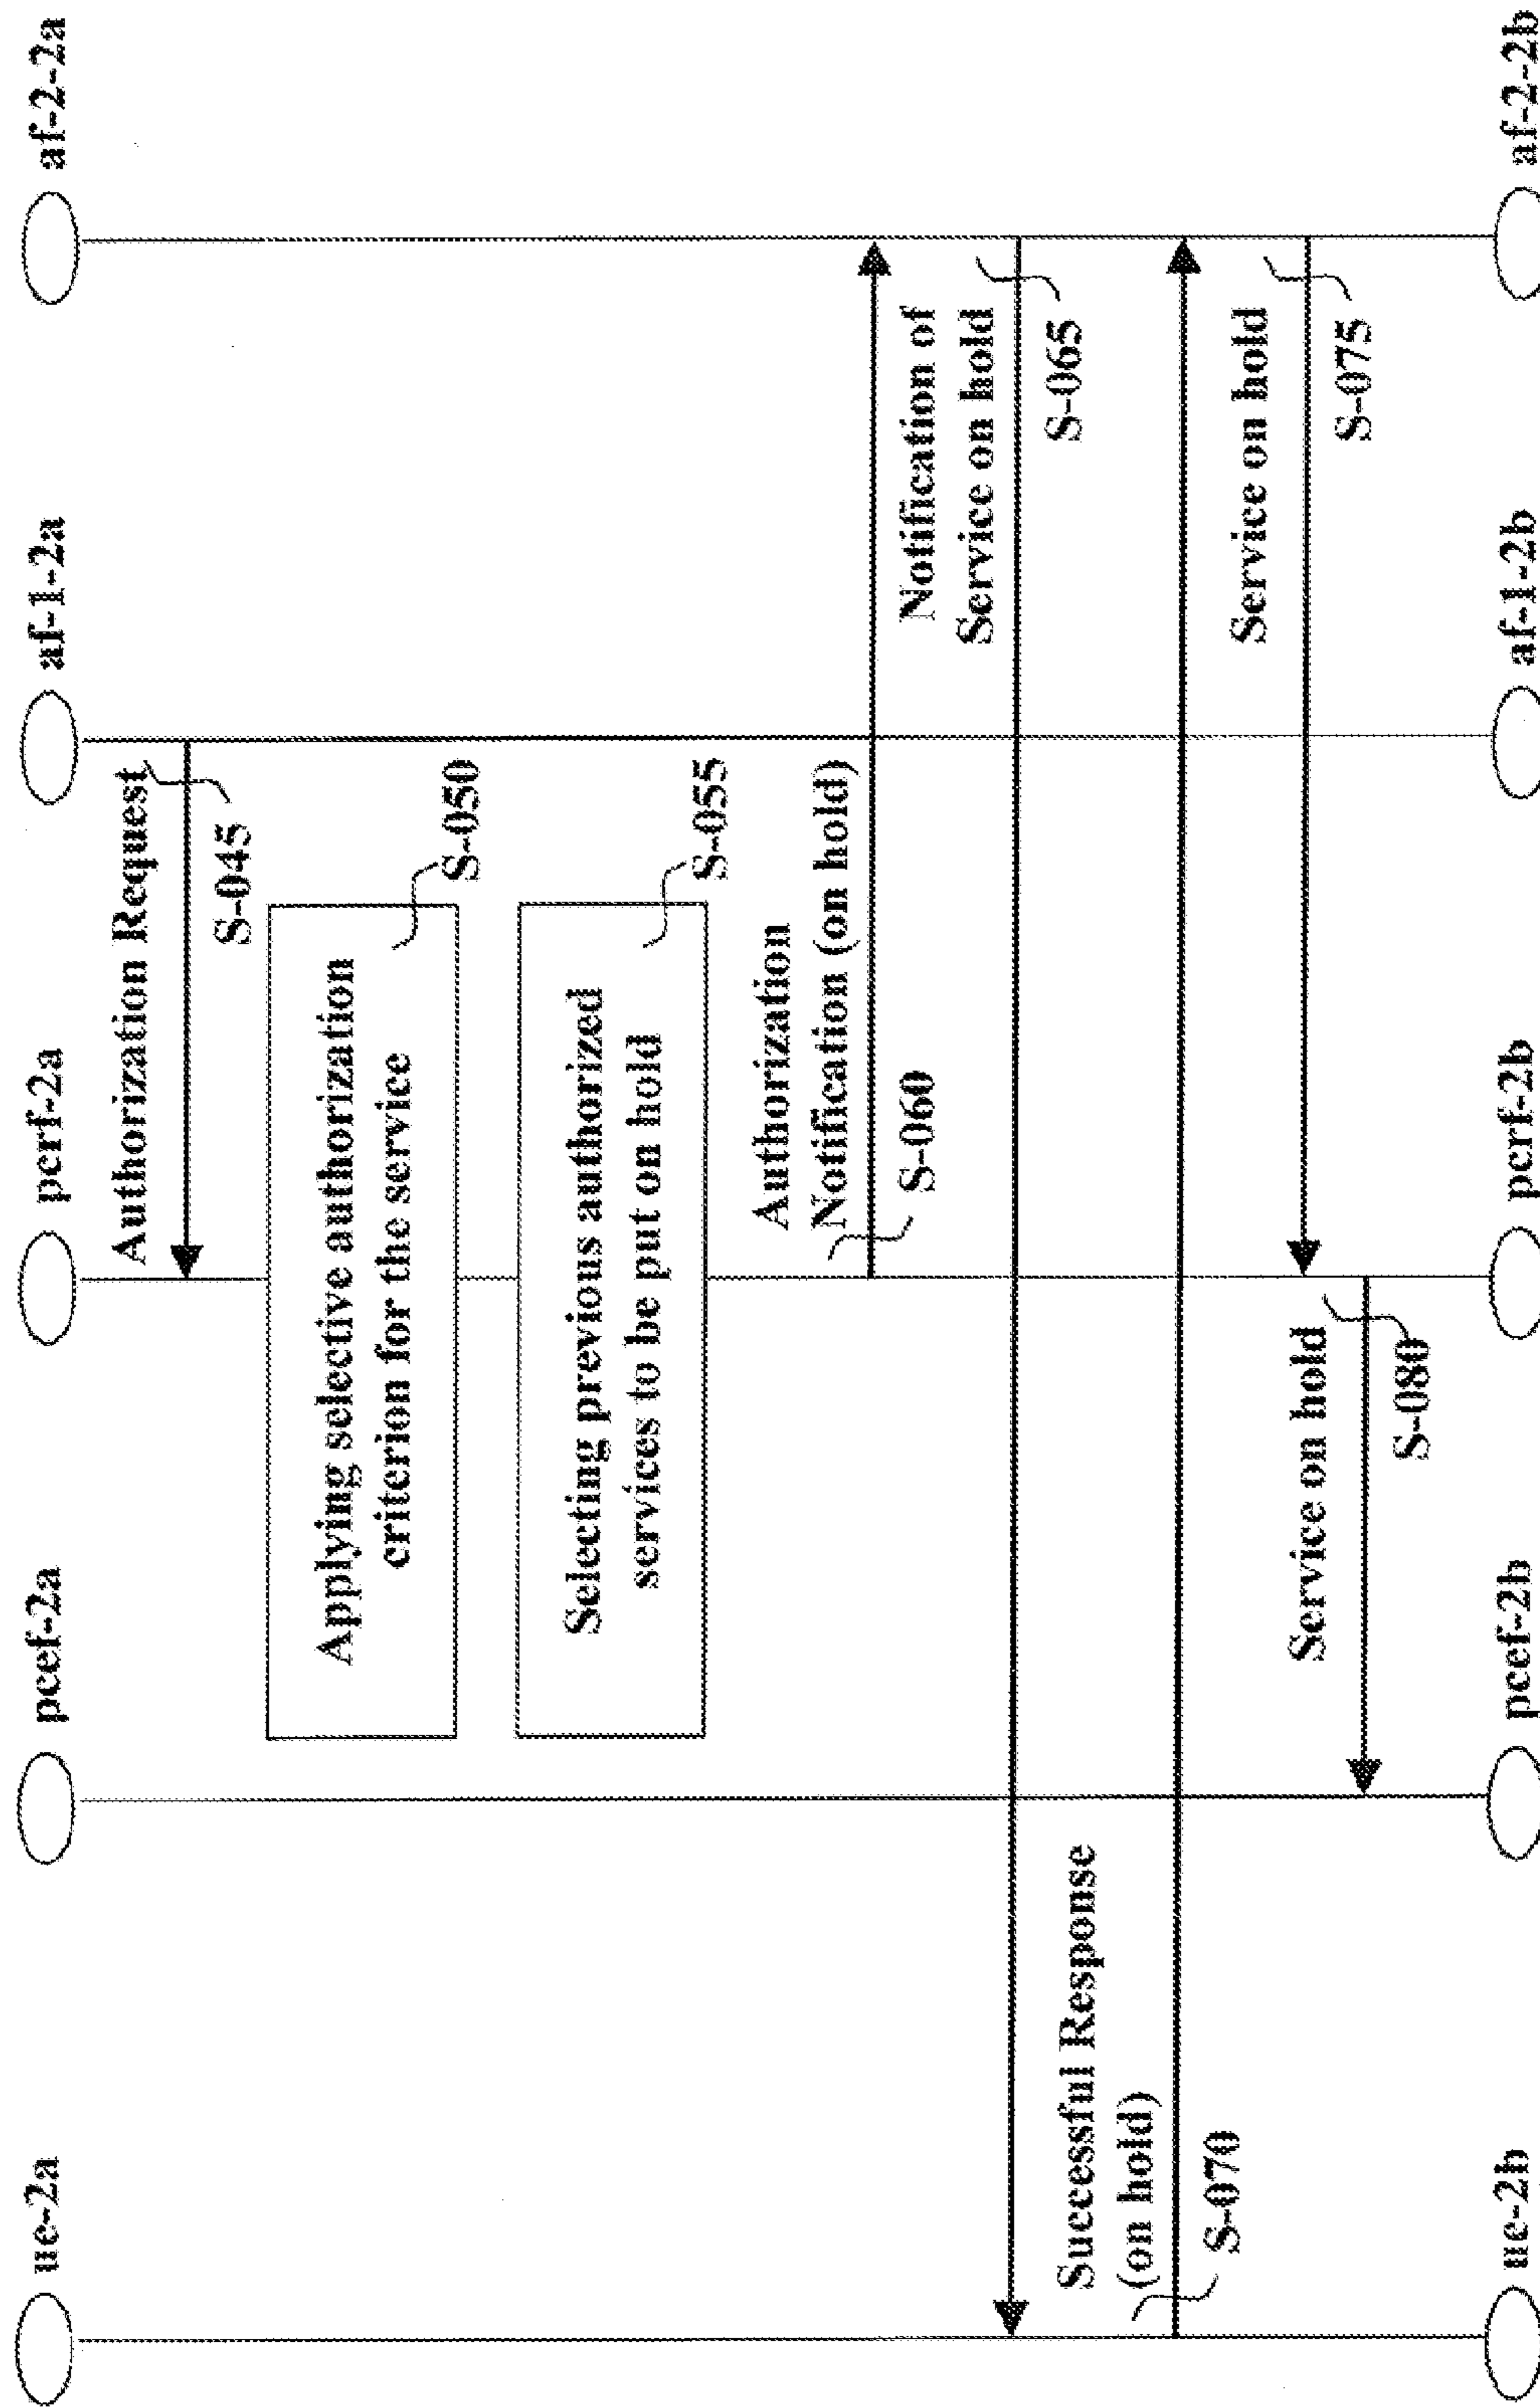 ue-2a
pcef-2a
pcrf-2a
af-1-2a
af-2-2a
Authorization Request
S-045
Applying selective authorization
criterion for the service
S-050
Selecting previous authorized
services to be put on hold
S-055
Authorization
Notification (on hold)
S-060
Notification of
Service on hold
S-065
Successful Response
(on hold)
S-070
Service on hold
S-075
Service on hold
S-080
ue-2b
pcef-2b
pcrf-2b
af-1-2b
af-2-2b